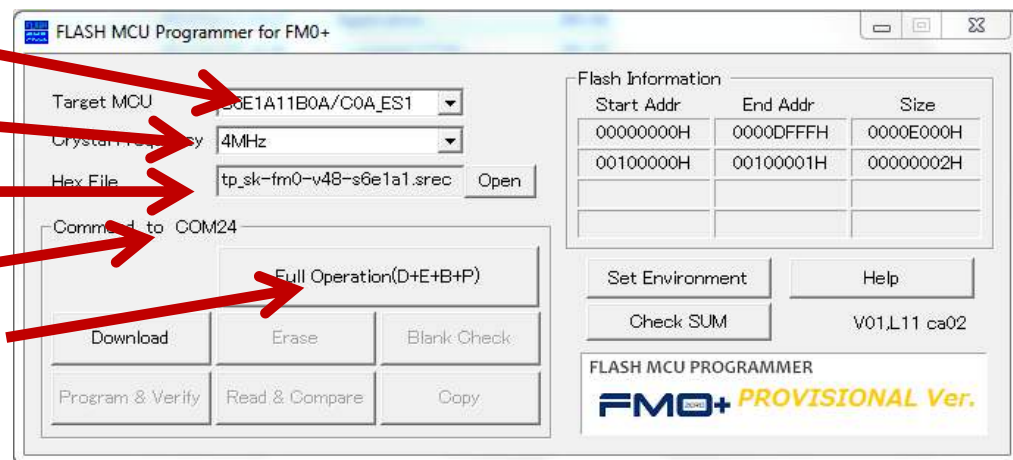 FLASH MCU Programmer for FM0+
Target MCU
S6E1A11B0A/C0A_ES1
Crystal Frequency
4MHz
Hex File
tp_sk-fm0-v48-s6e1a1.srec
Open
Command to COM24
Full Operation(D+E+B+P)
Download
Erase
Blank Check
Program & Verify
Read & Compare
Copy
Flash Information
Start Addr End Addr Size
00000000H 0000DFFFH 0000E000H
00100000H 00100001H 00000002H
Set Environment
Help
Check SUM
V01,L11 ca02
FLASH MCU PROGRAMMER
FM0+ PROVISIONAL Ver.